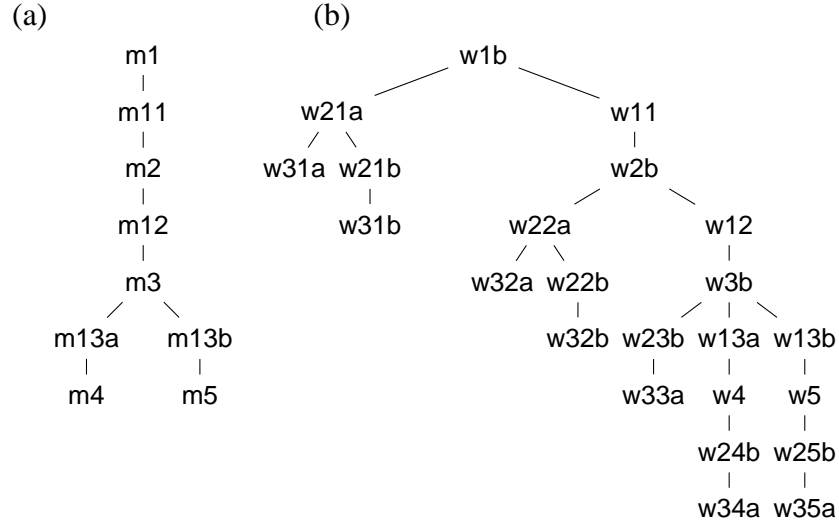 (a) (b)
m1 w1b
m11 w21a w11
m2 w31a w21b w2b
m12 w31b w22a w12
m3 w32a w22b w3b
m13a m13b w32b w23b w13a w13b
m4 m5 w33a w4 w5
w24b w25b
w34a w35a